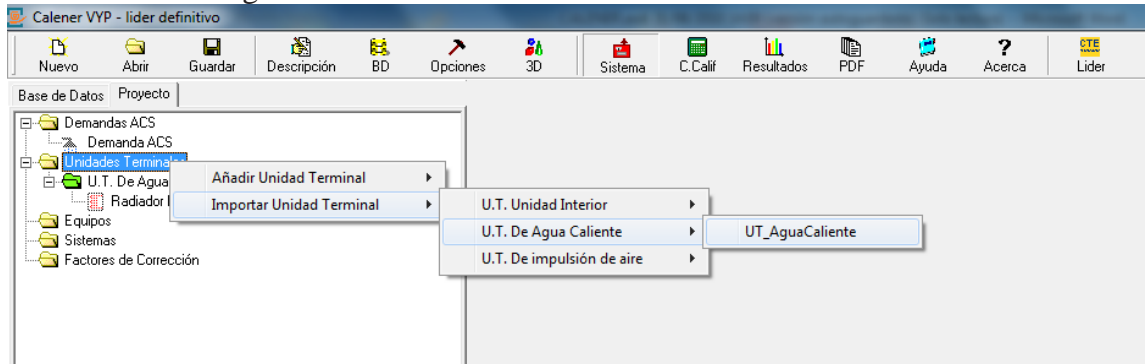 Calener VYP - lider definitivo
Nuevo Abrir Guardar Descripción BD Opciones 3D Sistema C.Calif Resultados PDF Ayuda Acerca CTE Lider
Base de Datos Proyecto
Demandas ACS
Demanda ACS
Unidades Terminales
U.T. De Agua
Radiador
Equipos
Sistemas
Factores de Corrección
Añadir Unidad Terminal
Importar Unidad Terminal
U.T. Unidad Interior
U.T. De Agua Caliente
U.T. De impulsión de aire
UT_AguaCaliente